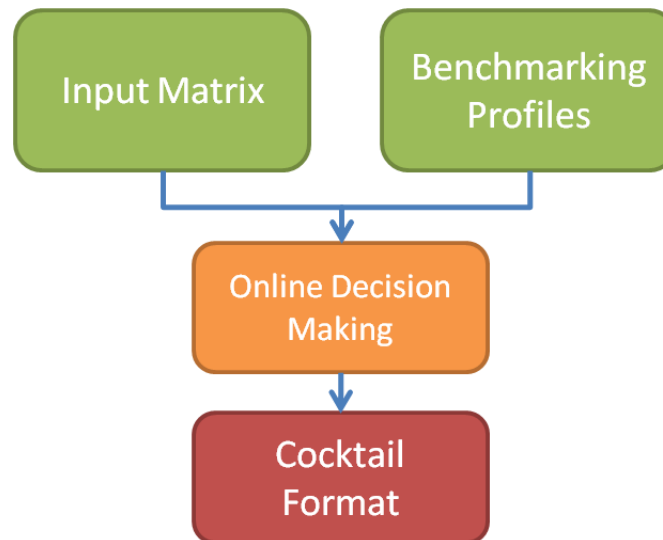 Input Matrix
Benchmarking
Profiles
Online Decision
Making
Cocktail
Format